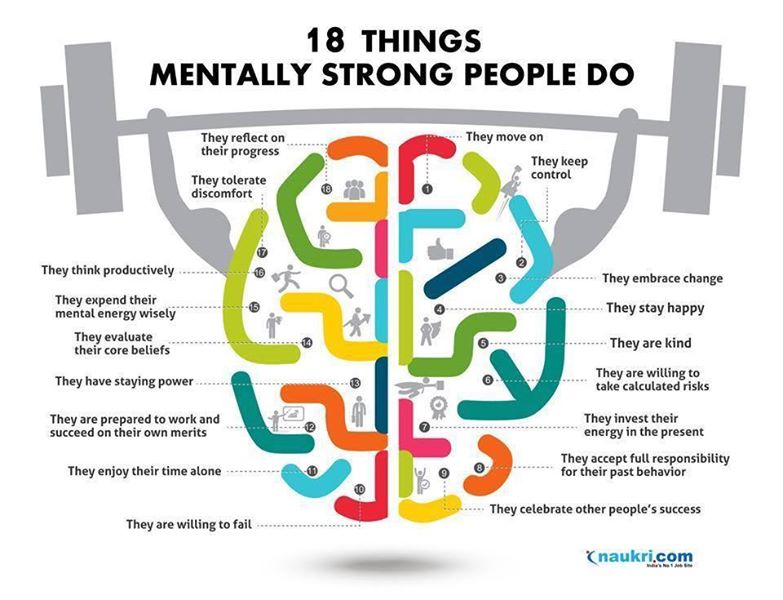 18 THINGS
MENTALLY STRONG PEOPLE DO
They move on
1
They keep
control
2
They embrace change
3
They stay happy
4
They are kind
5
They are willing to
take calculated risks
6
They invest their
energy in the present
7
They accept full responsibility
for their past behavior
8
They celebrate other people's success
9
They are willing to fail
10
They enjoy their time alone
11
They are prepared to work and
succeed on their own merits
12
They have staying power
13
They evaluate
their core beliefs
14
They expend their
mental energy wisely
15
They think productively
16
They tolerate
discomfort
17
They reflect on
their progress
18
naukri.com
India's No 1 Job Site